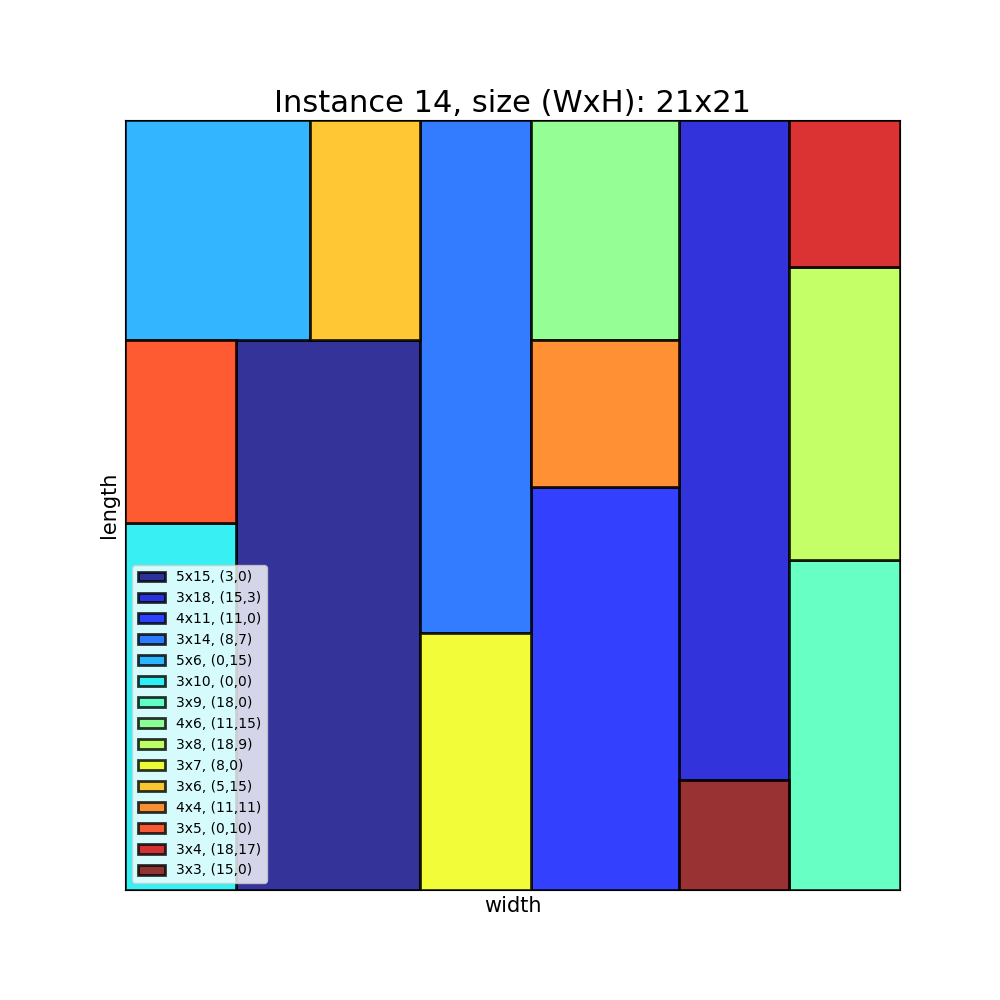 Instance 14, size (WxH): 21x21
length
5x15, (3,0)
3x18, (15,3)
4x11, (11,0)
3x14, (8,7)
5x6, (0,15)
3x10, (0,0)
3x9, (18,0)
4x6, (11,15)
3x8, (18,9)
3x7, (8,0)
3x6, (5,15)
4x4, (11,11)
3x5, (0,10)
3x4, (18,17)
3x3, (15,0)
width